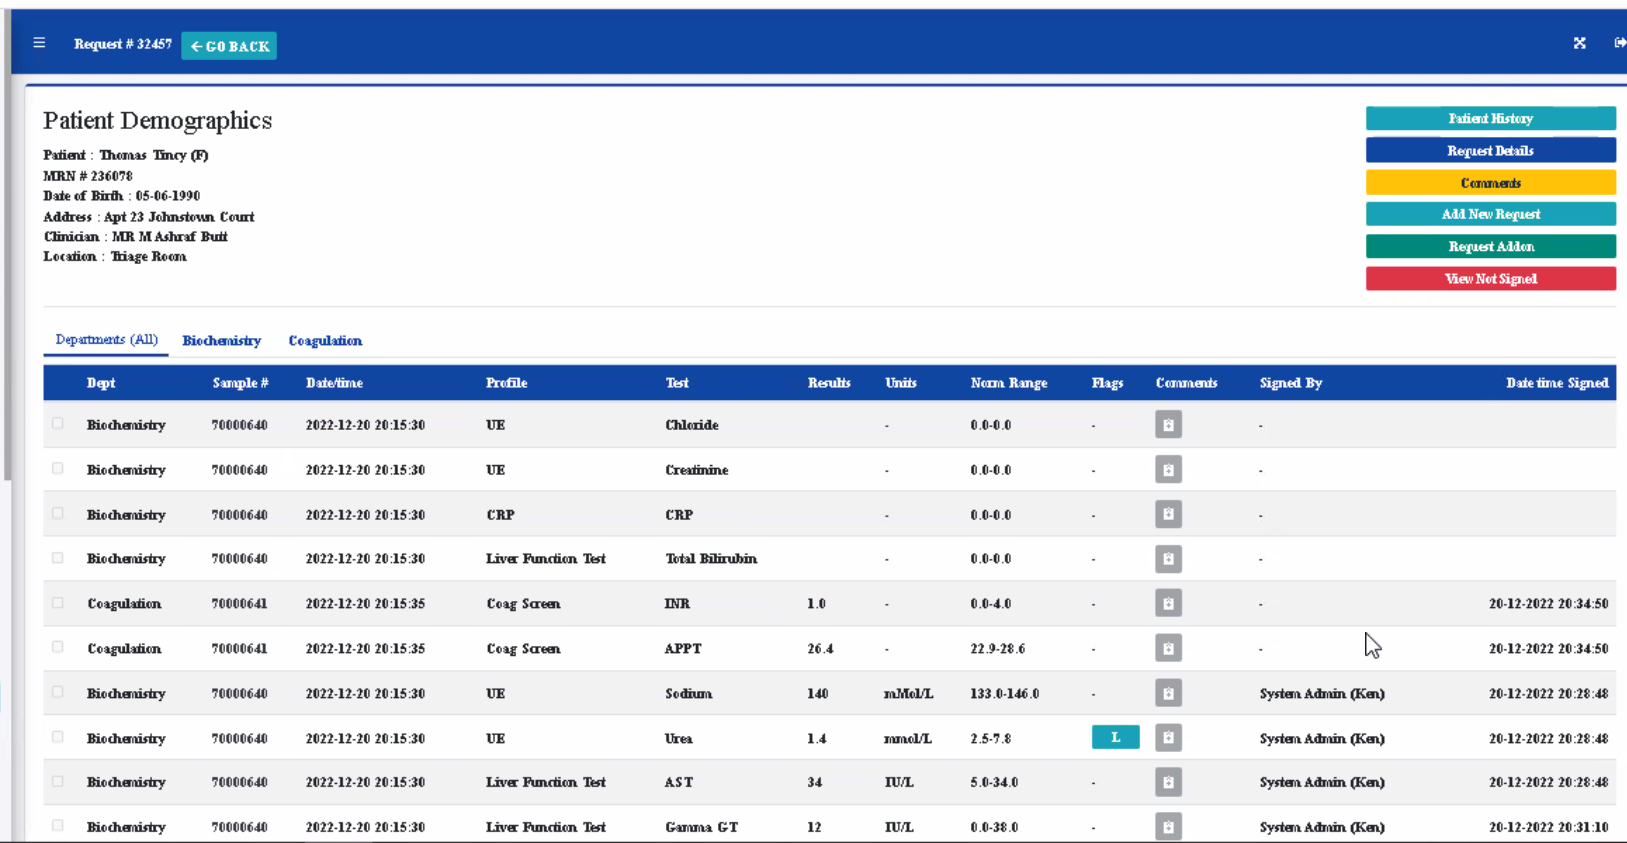 Request # 32457 GO BACK
Patient Demographics
Patient : Thomas Tincy (F)
MRN # 236078
Date of Birth : 05-06-1990
Address : Apt 23 Johnstown Court
Clinician : MR M Ashraf Butt
Location : Triage Room
Patient History
Request Details
Comments
Add New Request
Request Addon
View Not Signed
Departments (All) Biochemistry Coagulation
Dept Sample # Date/time Profile Test Results Units Norm Range Flags Comments Signed By Date time Signed
Biochemistry 70000640 2022-12-20 20:15:30 UE Chloride - 0.0-0.0 - -
Biochemistry 70000640 2022-12-20 20:15:30 UE Creatinine - 0.0-0.0 - -
Biochemistry 70000640 2022-12-20 20:15:30 CRP CRP - 0.0-0.0 - -
Biochemistry 70000640 2022-12-20 20:15:30 Liver Function Test Total Bilirubin - 0.0-0.0 - -
Coagulation 70000641 2022-12-20 20:15:35 Coag Screen INR 1.0 - 0.0-4.0 - - 20-12-2022 20:34:50
Coagulation 70000641 2022-12-20 20:15:35 Coag Screen APPT 26.4 - 22.9-28.6 - - 20-12-2022 20:34:50
Biochemistry 70000640 2022-12-20 20:15:30 UE Sodium 140 mMol/L 133.0-146.0 - System Admin (Ken) 20-12-2022 20:28:48
Biochemistry 70000640 2022-12-20 20:15:30 UE Urea 1.4 mmol/L 2.5-7.8 L System Admin (Ken) 20-12-2022 20:28:48
Biochemistry 70000640 2022-12-20 20:15:30 Liver Function Test AST 34 IU/L 5.0-34.0 - System Admin (Ken) 20-12-2022 20:28:48
Biochemistry 70000640 2022-12-20 20:15:30 Liver Function Test Gamma GT 12 IU/L 0.0-38.0 - System Admin (Ken) 20-12-2022 20:31:10